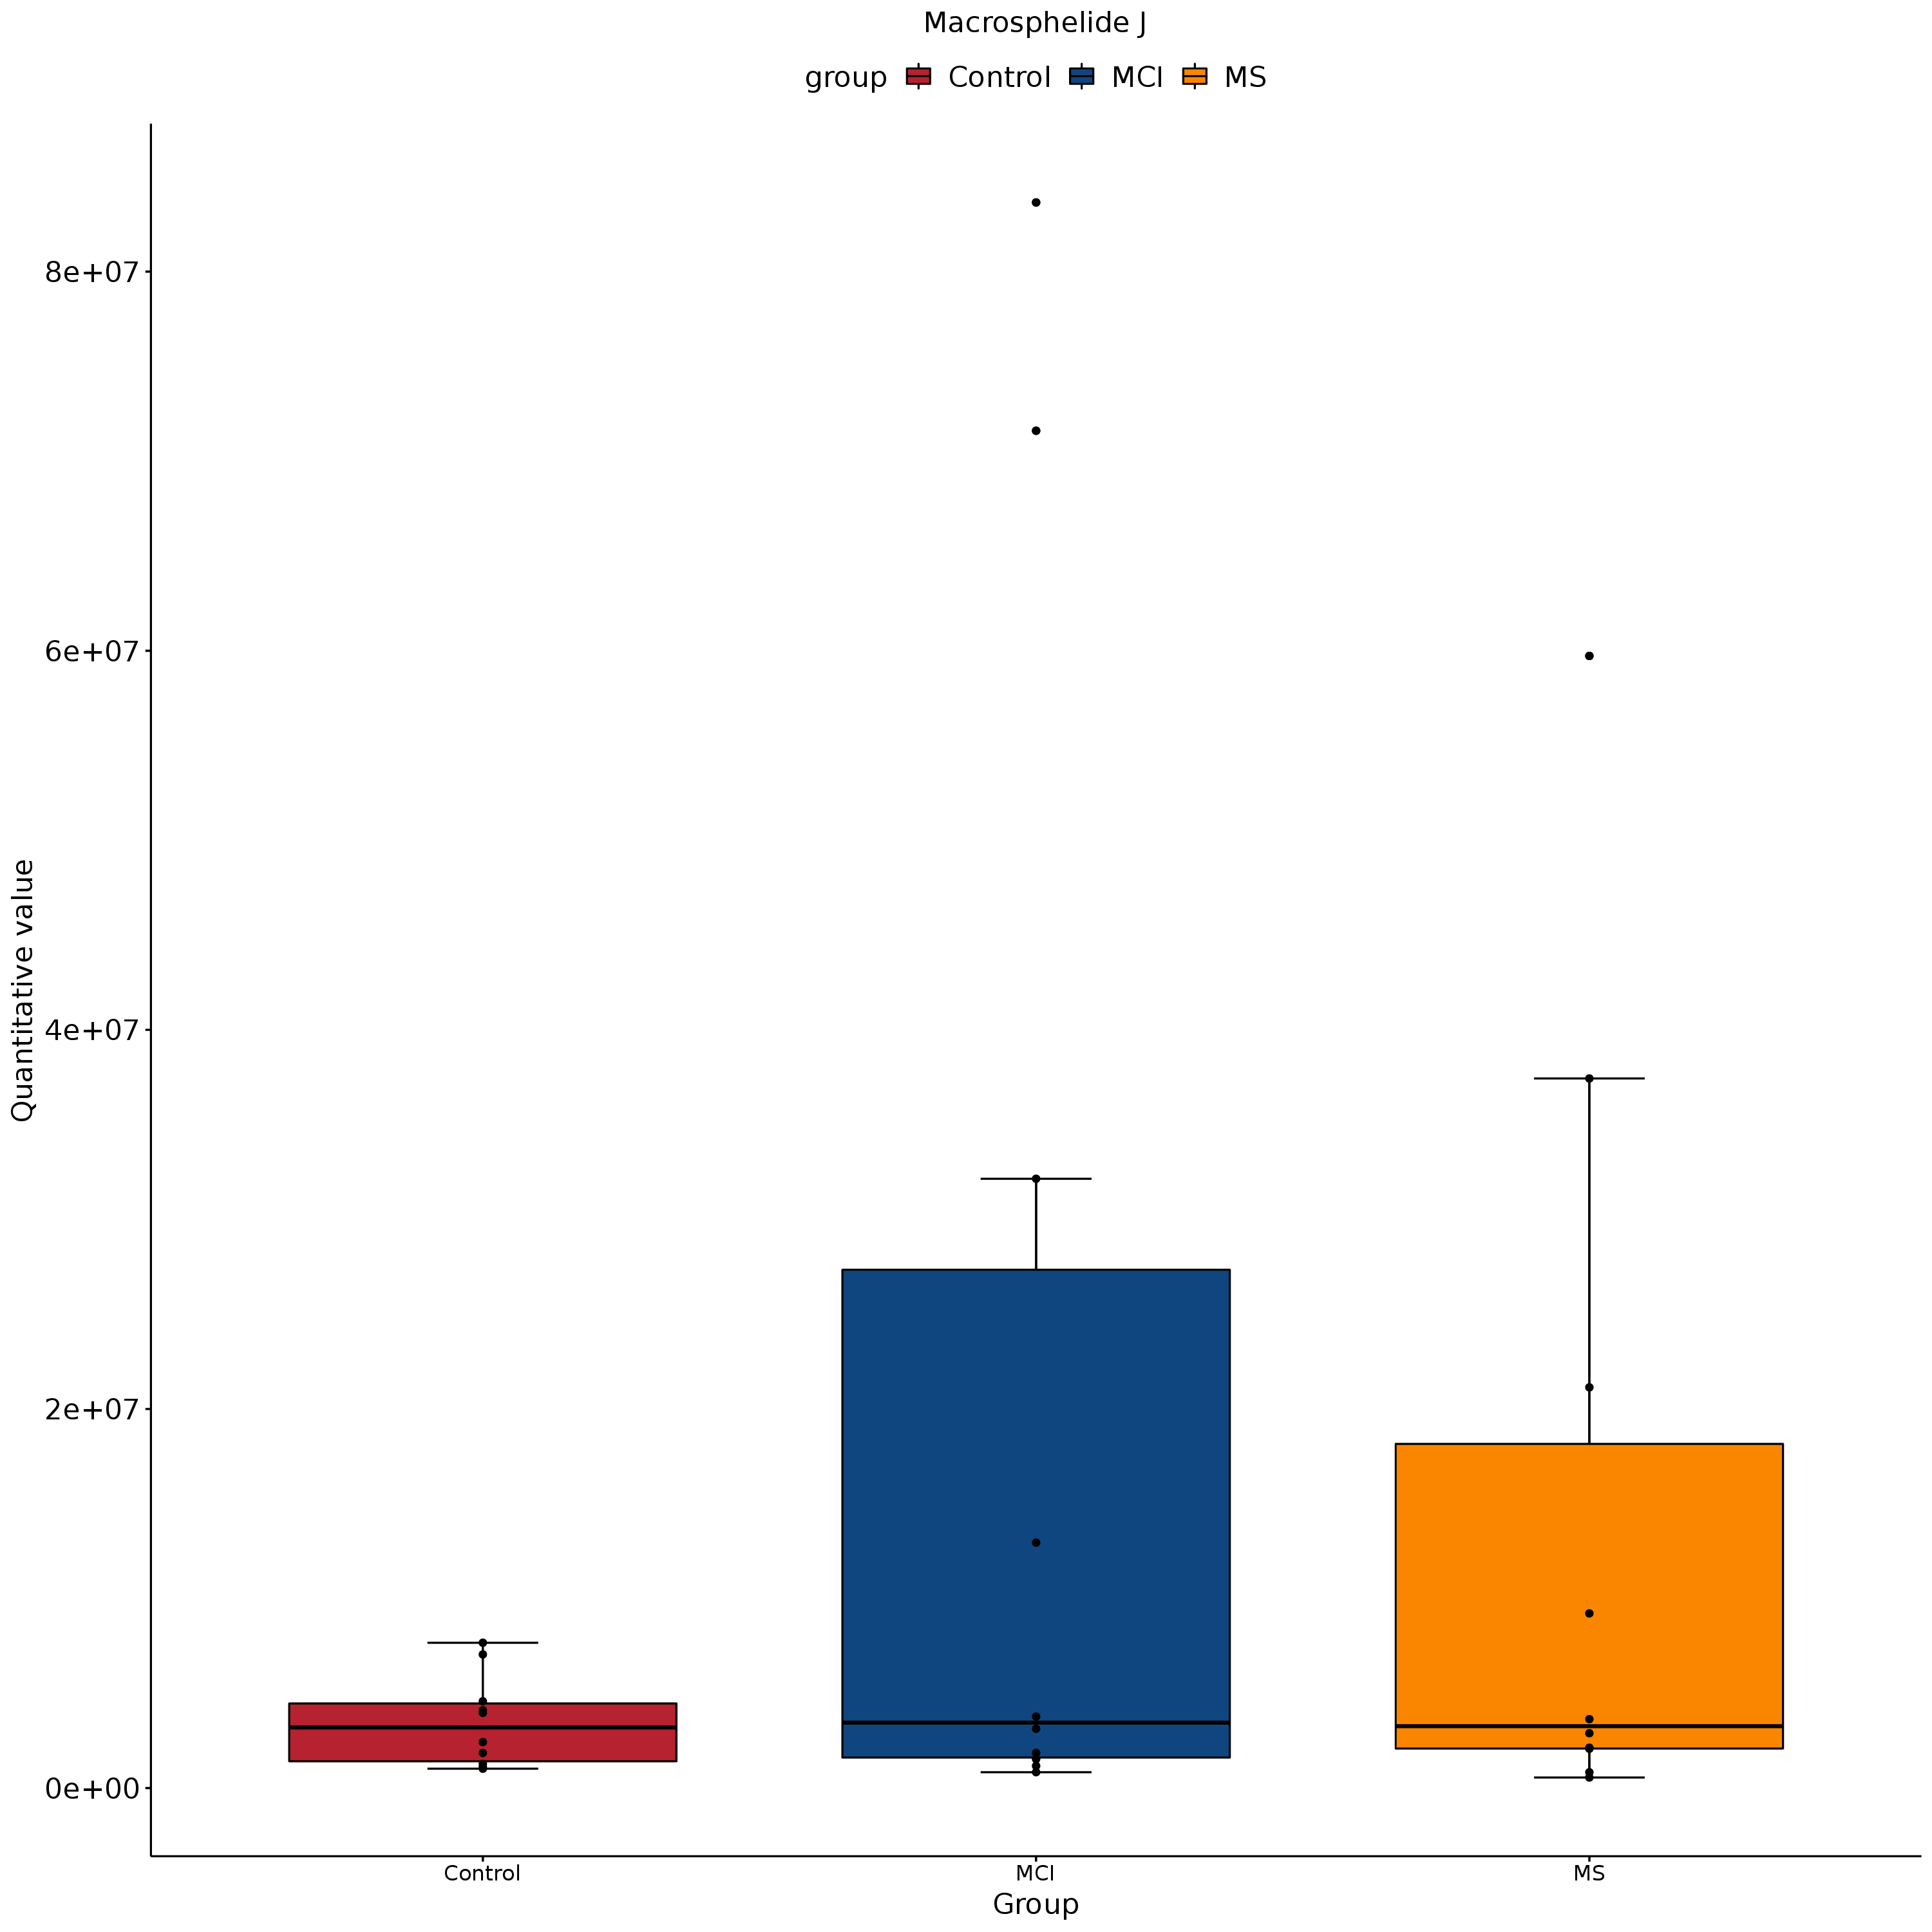 Macrosphelide J
group Control MCI MS
Quantitative value
8e+07
6e+07
4e+07
2e+07
0e+00
Control MCI MS
Group